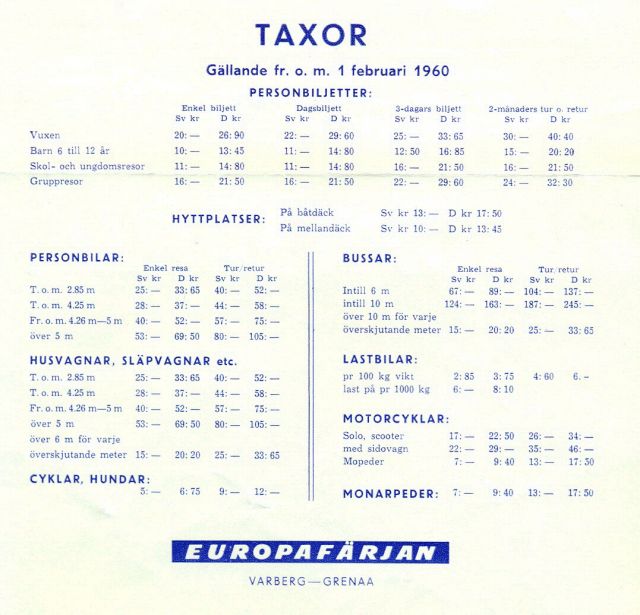 TAXOR
Gällande fr. o. m. 1 februari 1960
PERSONBILJETTER:
Enkel biljett Dagsbiljett 3-dagars biljett 2-månaders tur o. retur
Sv kr D kr Sv kr D kr Sv kr D kr Sv kr D kr
Vuxen 20: — 26: 90 22: — 29: 60 25: — 33: 65 30: — 40: 40
Barn 6 till 12 år 10: — 13: 45 11: — 14: 80 12: 50 16: 85 15: — 20: 20
Skol- och ungdomsresor 11: — 14: 80 11: — 14: 80 16: — 21: 50 16: — 21: 50
Gruppresor 16: — 21: 50 16: — 21: 50 22: — 29: 60 24: — 32: 30
HYTTPLATSER: På båtdäck Sv kr 13: — D kr 17: 50
På mellandäck Sv kr 10: — D kr 13: 45
PERSONBILAR:
Enkel resa Tur/retur
Sv kr D kr Sv kr D kr
T. o. m. 2.85 m 25: — 33: 65 40: — 52: —
T. o. m. 4.25 m 28: — 37: — 44: — 58: —
Fr. o. m. 4.26 m—5 m 40: — 52: — 57: — 75: —
över 5 m 53: — 69: 50 80: — 105: —
HUSVAGNAR, SLÄPVAGNAR etc.
T. o. m. 2.85 m 25: — 33: 65 40: — 52: —
T. o. m. 4.25 m 28: — 37: — 44: — 58: —
Fr. o. m. 4.26 m—5 m 40: — 52: — 57: — 75: —
över 5 m 53: — 69: 50 80: — 105: —
över 6 m för varje
överskjutande meter 15: — 20: 20 25: — 33: 65
CYKLAR, HUNDAR:
5: — 6: 75 9: — 12: —
BUSSAR:
Enkel resa Tur/retur
Sv kr D kr Sv kr D kr
Intill 6 m 67: — 89: — 104: — 137: —
intill 10 m 124: — 163: — 187: — 245: —
över 10 m för varje
överskjutande meter 15: — 20: 20 25: — 33: 65
LASTBILAR:
pr 100 kg vikt 2: 85 3: 75 4: 60 6. -
last på pr 1000 kg 6: — 8: 10
MOTORCYKLAR:
Solo, scooter 17: — 22: 50 26: — 34: —
med sidovagn 22: — 29: — 35: — 46: —
Mopeder 7: — 9: 40 13: — 17: 50
MONARPEDER: 7: — 9: 40 13: — 17: 50
EUROPAFÄRJAN
VARBERG—GRENAA